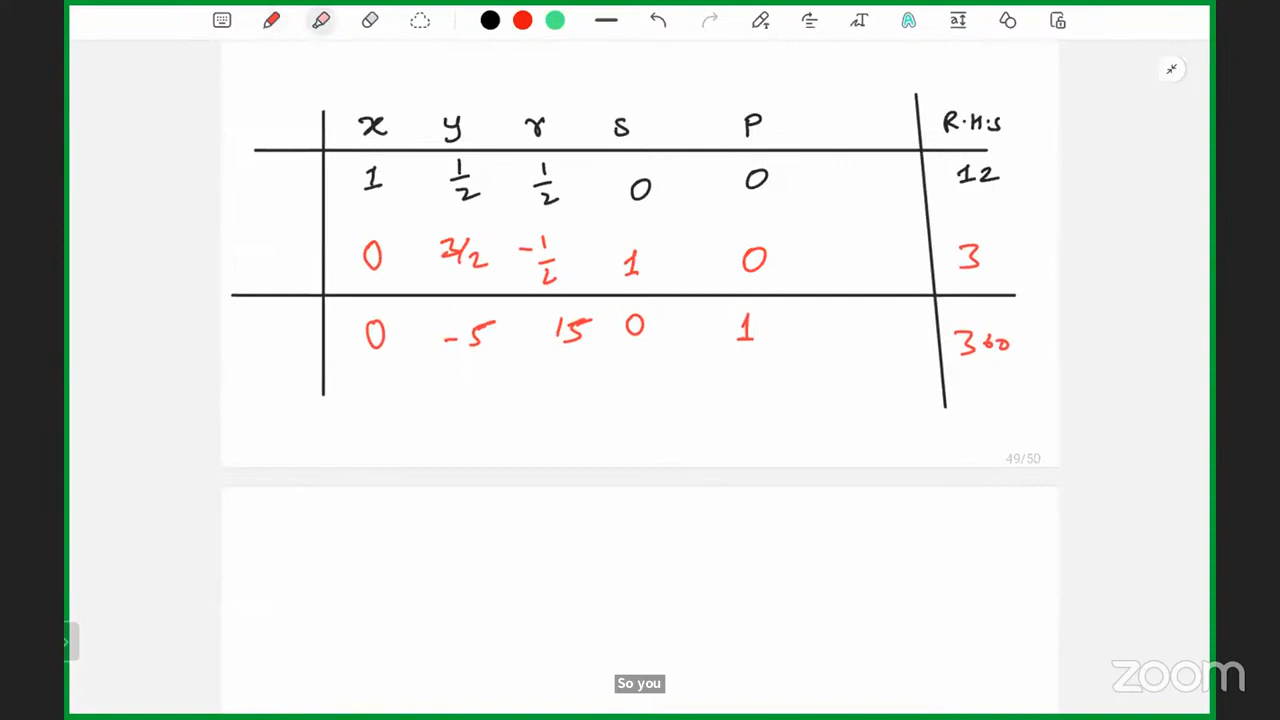 x y r s P R.H.S
1 1/2 1/2 0 0 12
0 3/2 -1/2 1 0 3
0 -5 15 0 1 360
49/50
So you
zoom